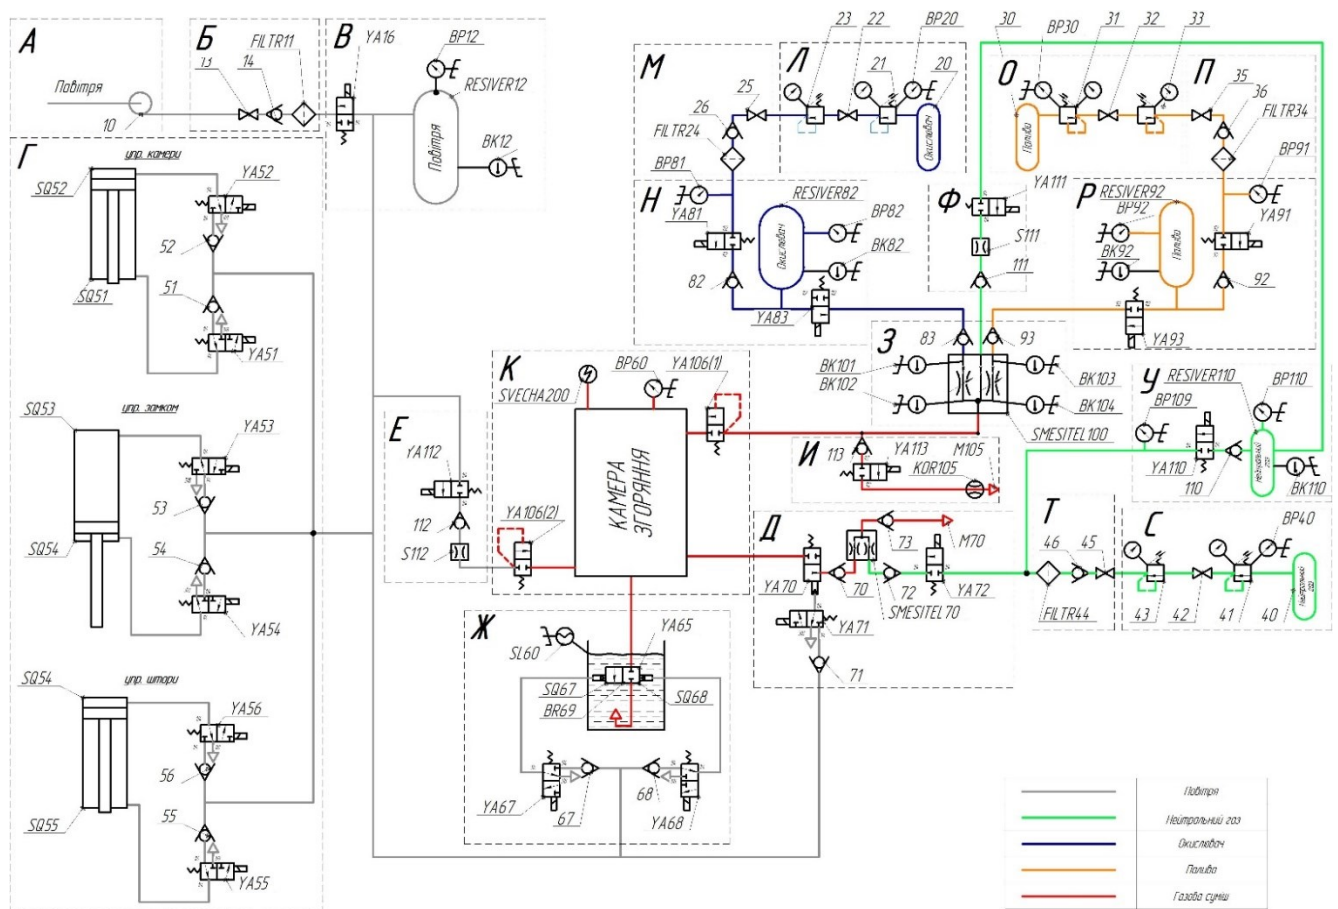 А
Повітря
10
Б
FILTR11
13
14
В
YA16
BP12
RESIVER12
Повітря
BK12
Г
упр. камери
SQ52
YA52
52
51
SQ51
YA51
упр. замком
SQ53
YA53
53
54
SQ54
YA54
упр. штори
SQ54
YA56
56
55
SQ55
YA55
М
Л
23
22
BP20
21
20
25
26
Окислювач
FILTR24
BP81
Н
YA81
RESIVER82
BP82
Окислювач
BK82
82
YA83
30
BP30
31
32
33
О
П
35
36
FILTR34
Паливо
BP91
Ф
YA111
S111
111
Р
RESIVER92
BP92
BK92
Паливо
YA91
92
YA93
З
83
93
BK101
BK102
BK103
BK104
SMESITEL100
У
RESIVER110
BP110
BP109
YA110
110
BK110
К
SVECHA200
BP60
YA106(1)
КАМЕРА
ЗГОРЯННЯ
И
113
YA113
M105
KOR105
Е
YA112
112
S112
YA106(2)
Д
73
M70
YA70
70
72
YA72
SMESITEL70
YA71
71
Т
46
45
FILTR44
С
BP40
43
42
41
40
Нейтральний газ
Ж
SL60
YA65
SQ67
BR69
SQ68
YA67
67
68
YA68
Повітря
Нейтральний газ
Окислювач
Паливо
Газова суміш